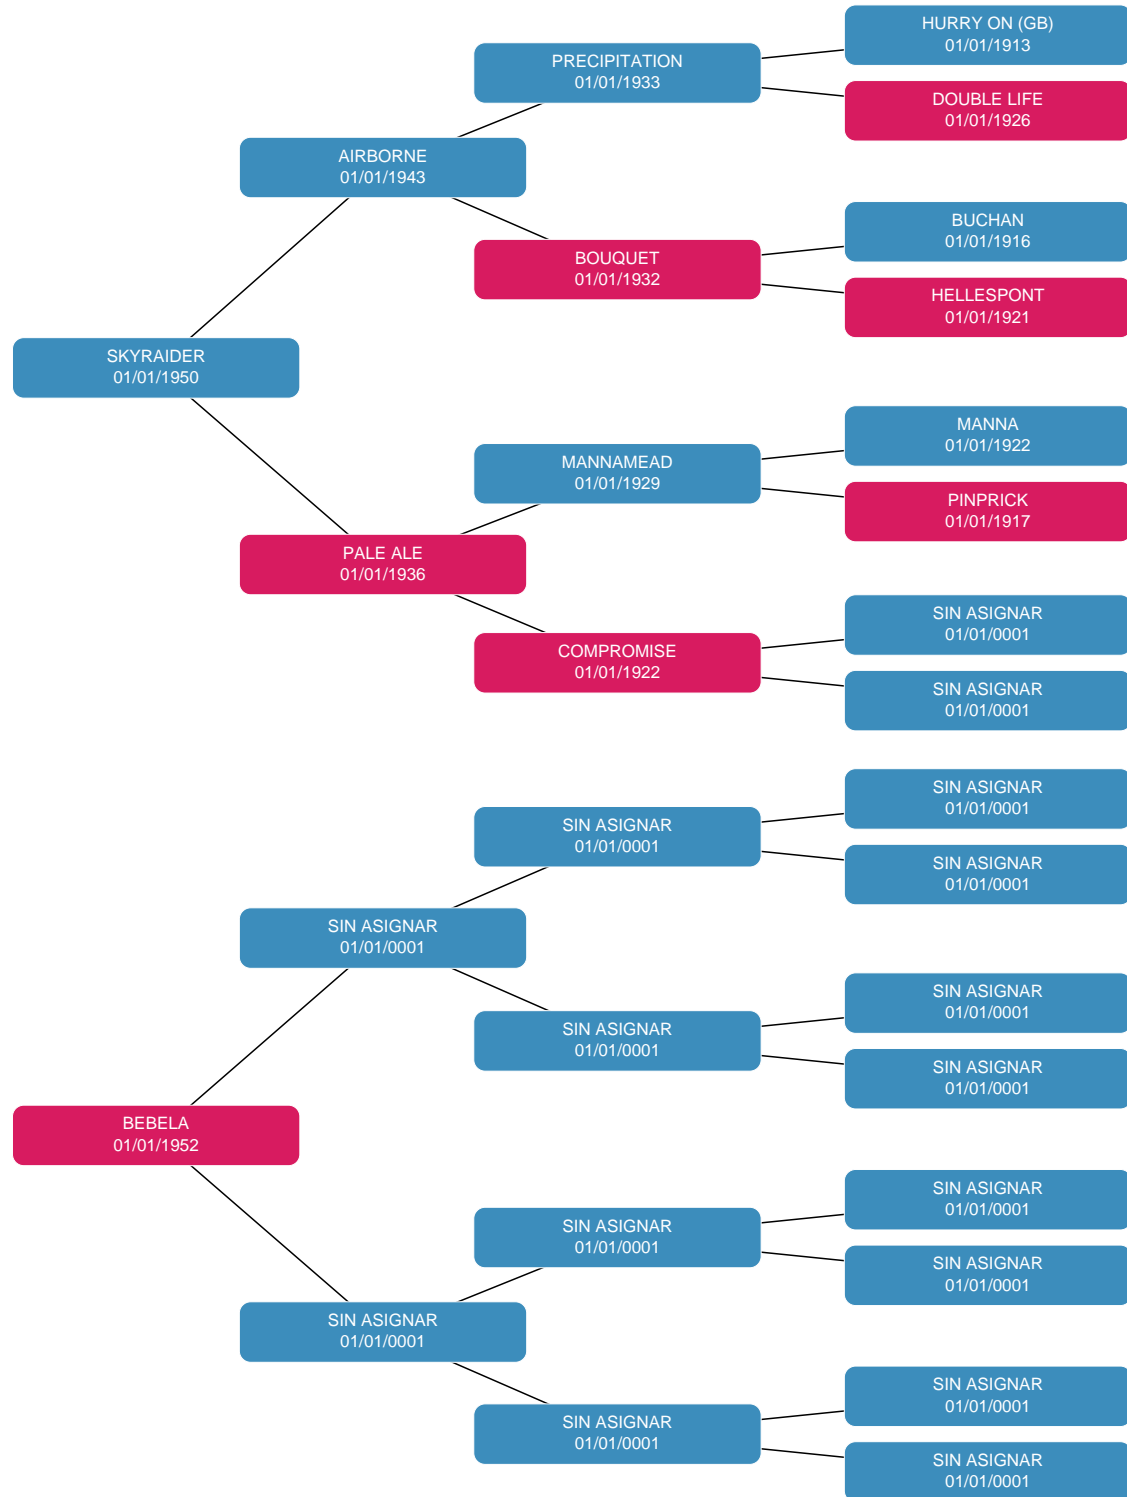 HURRY ON (GB)
01/01/1913
PRECIPITATION
01/01/1933
DOUBLE LIFE
01/01/1926
AIRBORNE
01/01/1943
BUCHAN
01/01/1916
BOUQUET
01/01/1932
HELLESPONT
01/01/1921
SKYRAIDER
01/01/1950
MANNA
01/01/1922
MANNAMEAD
01/01/1929
PINPRICK
01/01/1917
PALE ALE
01/01/1936
SIN ASIGNAR
01/01/0001
COMPROMISE
01/01/1922
SIN ASIGNAR
01/01/0001
SIN ASIGNAR
01/01/0001
SIN ASIGNAR
01/01/0001
SIN ASIGNAR
01/01/0001
SIN ASIGNAR
01/01/0001
SIN ASIGNAR
01/01/0001
SIN ASIGNAR
01/01/0001
SIN ASIGNAR
01/01/0001
BEBELA
01/01/1952
SIN ASIGNAR
01/01/0001
SIN ASIGNAR
01/01/0001
SIN ASIGNAR
01/01/0001
SIN ASIGNAR
01/01/0001
SIN ASIGNAR
01/01/0001
SIN ASIGNAR
01/01/0001
SIN ASIGNAR
01/01/0001